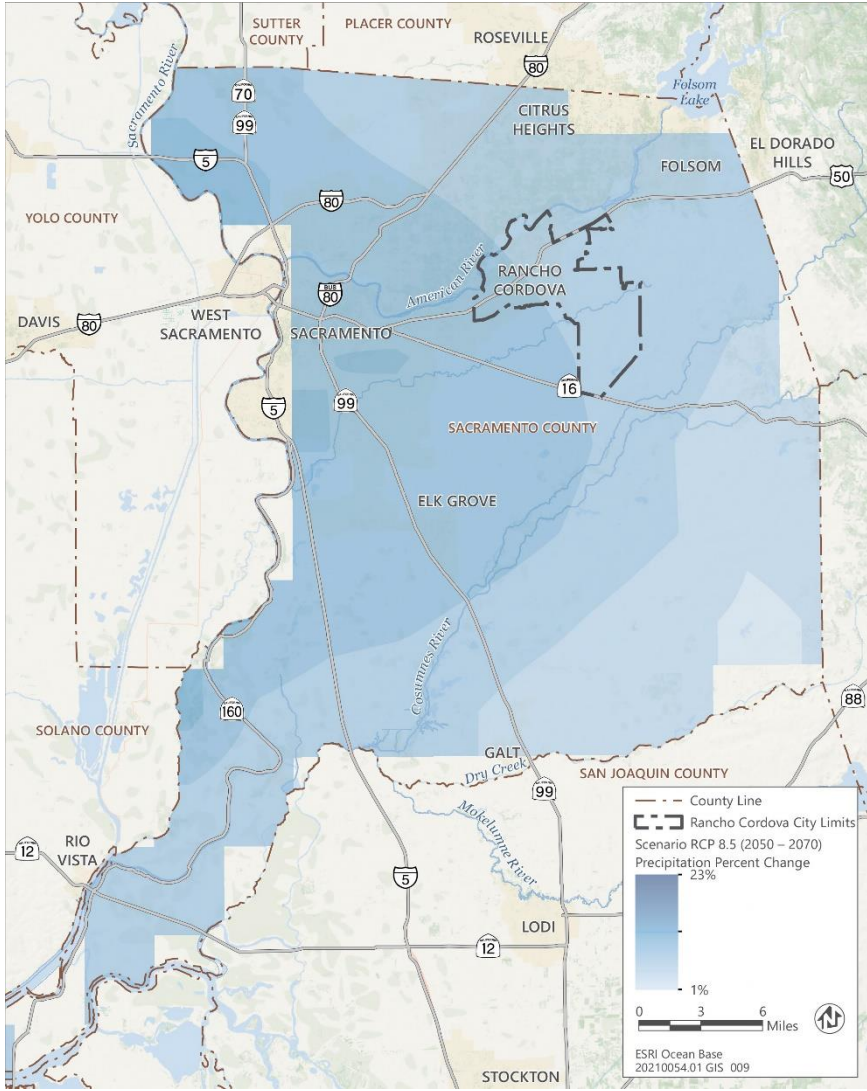 SUTTER
COUNTY
PLACER COUNTY
ROSEVILLE
80
Sacramento River
70
99
Folsom
Lake
CITRUS
HEIGHTS
5
FOLSOM
EL DORADO
HILLS
50
80
YOLO COUNTY
American River
RANCHO
CORDOVA
BUS
80
DAVIS
80
WEST
SACRAMENTO
SACRAMENTO
99
5
16
SACRAMENTO COUNTY
ELK GROVE
Cosumnes River
160
88
SOLANO COUNTY
GALT
Dry Creek
SAN JOAQUIN COUNTY
99
Mokelumne River
RIO
VISTA
12
5
LODI
12
STOCKTON
County Line
Rancho Cordova City Limits
Scenario RCP 8.5 (2050 – 2070)
Precipitation Percent Change
23%
1%
0 3 6
Miles
N
ESRI Ocean Base
20210054.01 GIS 009